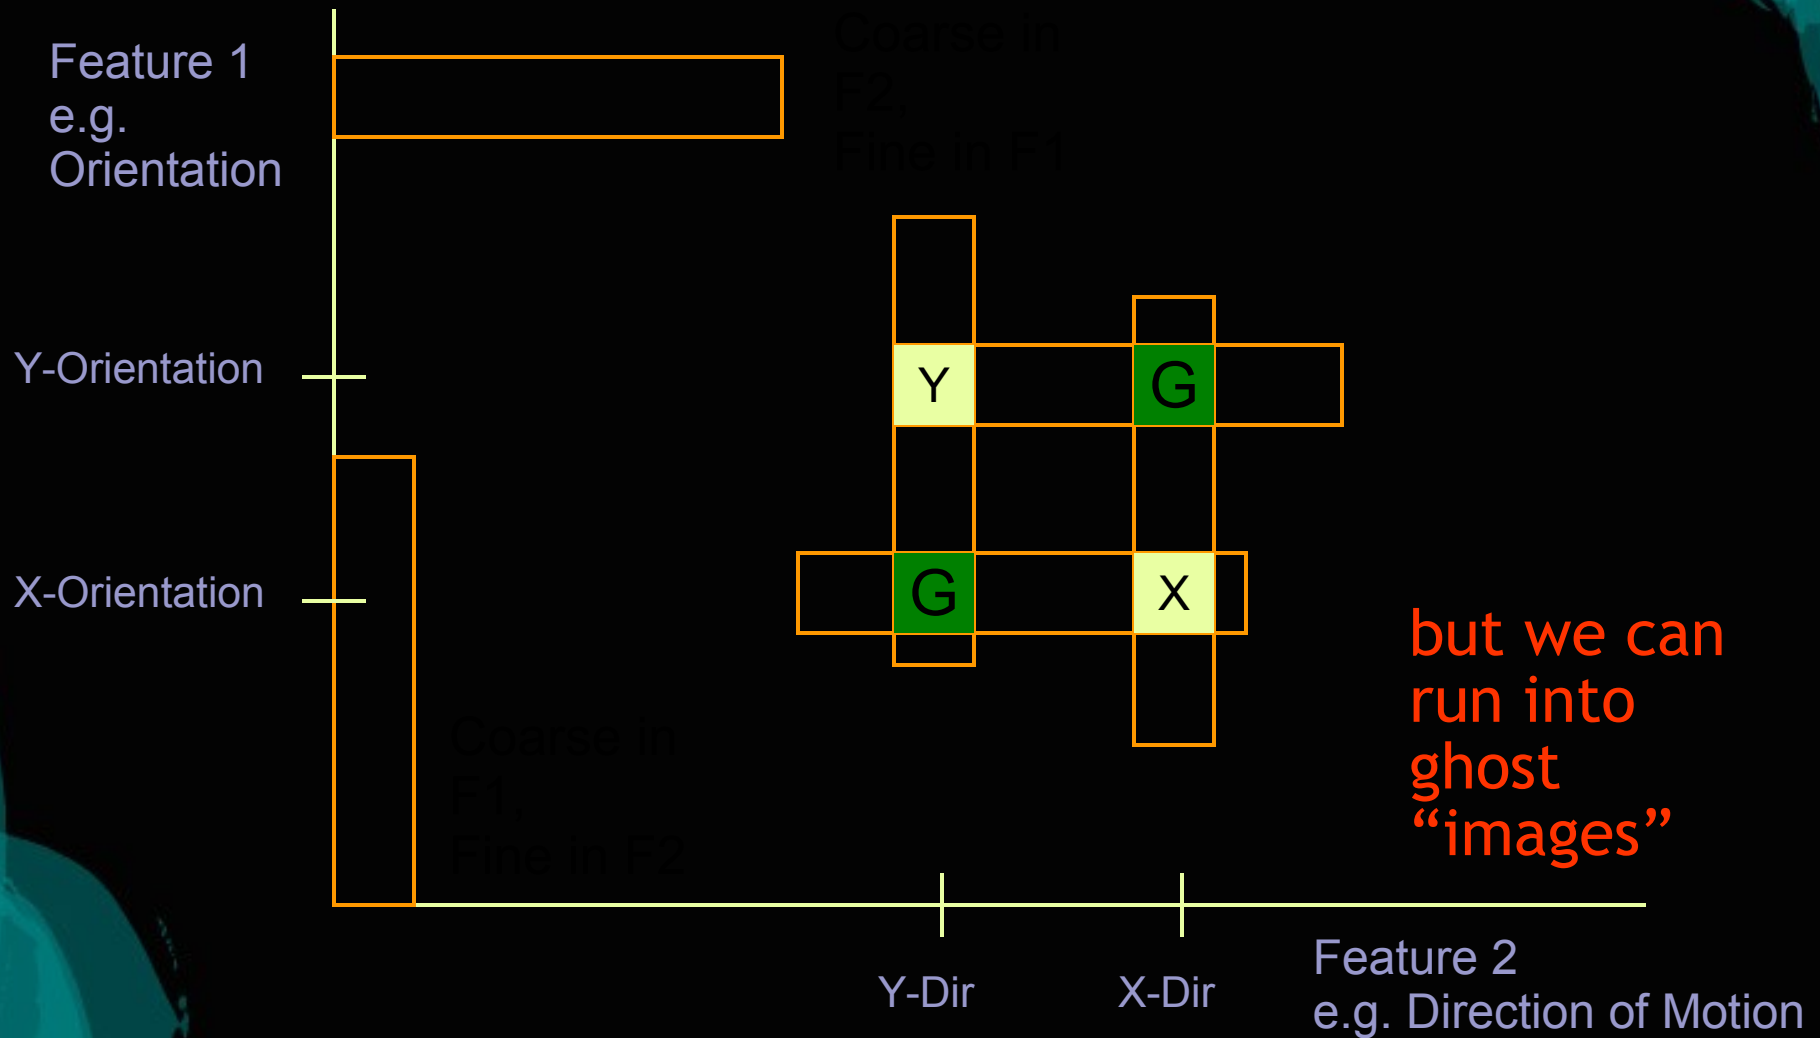 Feature 1
e.g.
Orientation
Coarse in
F2,
Fine in F1
Y-Orientation
Y
G
X-Orientation
G
X
but we can
run into
ghost
“images”
Coarse in
F1,
Fine in F2
Y-Dir
X-Dir
Feature 2
e.g. Direction of Motion